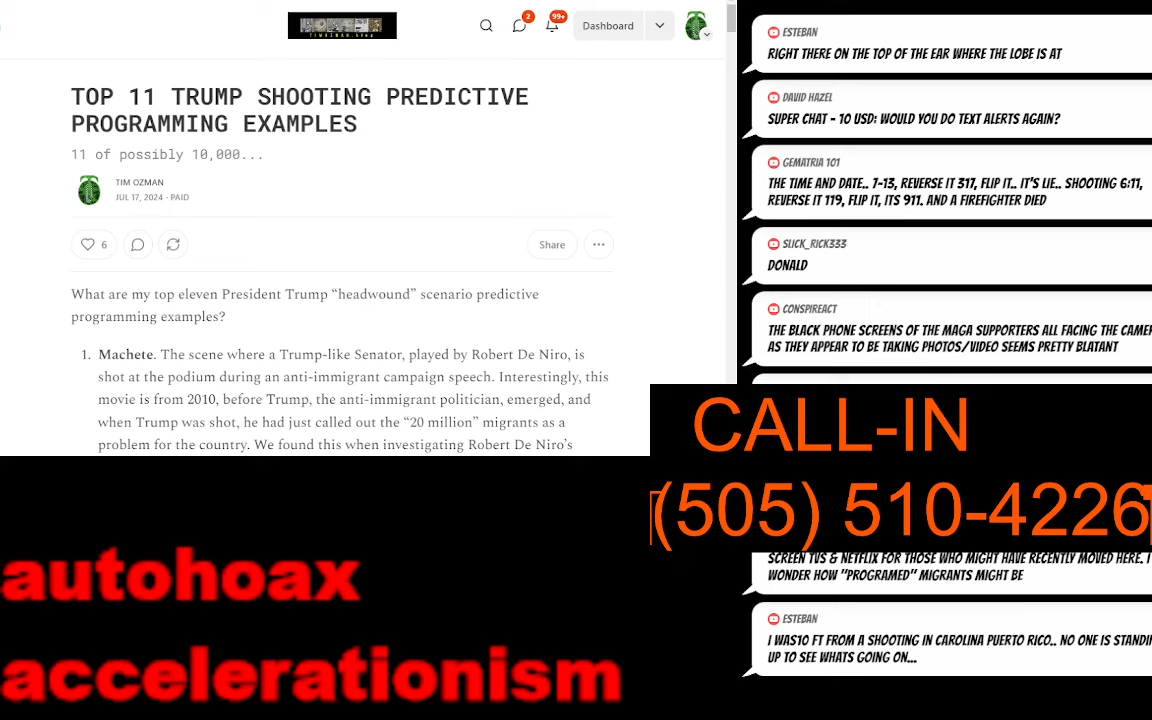 2
99+
Dashboard
TOP 11 TRUMP SHOOTING PREDICTIVE
PROGRAMMING EXAMPLES
11 of possibly 10,000...
TIM OZMAN
JUL 17, 2024 · PAID
6
Share
What are my top eleven President Trump “headwound” scenario predictive
programming examples?
1. Machete. The scene where a Trump-like Senator, played by Robert De Niro, is
shot at the podium during an anti-immigrant campaign speech. Interestingly, this
movie is from 2010, before Trump, the anti-immigrant politician, emerged, and
when Trump was shot, he had just called out the “20 million” migrants as a
problem for the country. We found this when investigating Robert De Niro’s
autohoax
accelerationism
ESTEBAN
RIGHT THERE ON THE TOP OF THE EAR WHERE THE LOBE IS AT
DAVID HAZEL
SUPER CHAT - 10 USD: WOULD YOU DO TEXT ALERTS AGAIN?
GEMATRIA 101
THE TIME AND DATE.. 7-13, REVERSE IT 317, FLIP IT.. IT'S LIE.. SHOOTING 6:11,
REVERSE IT 119, FLIP IT, ITS 911. AND A FIREFIGHTER DIED
SLICK_RICK333
DONALD
CONSPIREACT
THE BLACK PHONE SCREENS OF THE MAGA SUPPORTERS ALL FACING THE CAMER
AS THEY APPEAR TO BE TAKING PHOTOS/VIDEO SEEMS PRETTY BLATANT
CALL-IN
(505) 510-4226
SCREEN TVS & NETFLIX FOR THOSE WHO MIGHT HAVE RECENTLY MOVED HERE. I
WONDER HOW "PROGRAMED" MIGRANTS MIGHT BE
ESTEBAN
I WAS10 FT FROM A SHOOTING IN CAROLINA PUERTO RICO.. NO ONE IS STANDI
UP TO SEE WHATS GOING ON...